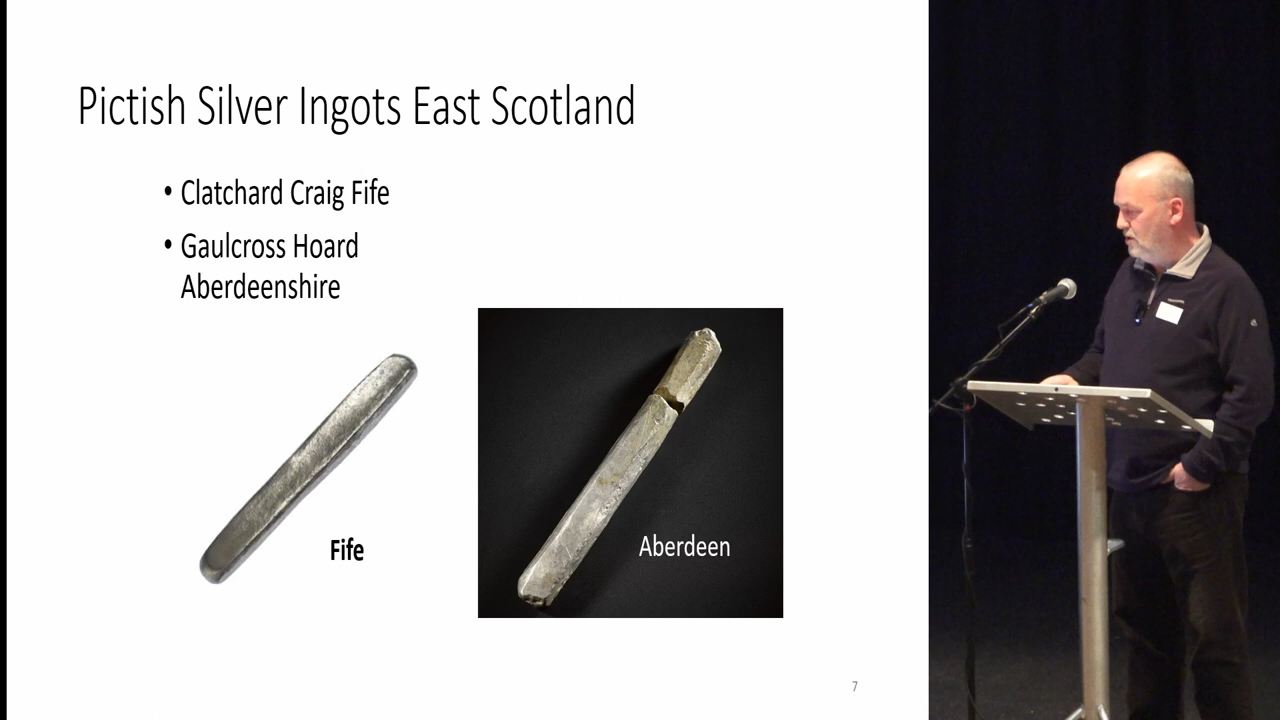 Pictish Silver Ingots East Scotland
• Clatchard Craig Fife
• Gaulcross Hoard
Aberdeenshire
Fife
Aberdeen
7